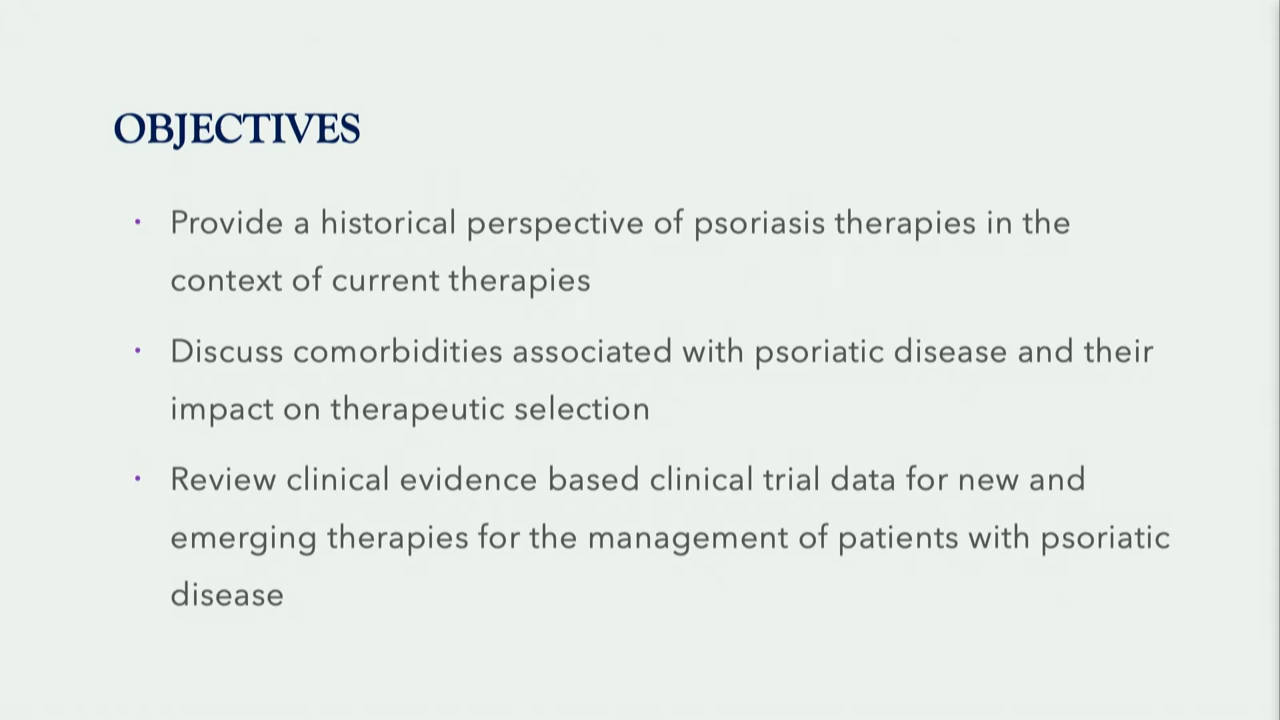 OBJECTIVES
· Provide a historical perspective of psoriasis therapies in the
context of current therapies
· Discuss comorbidities associated with psoriatic disease and their
impact on therapeutic selection
· Review clinical evidence based clinical trial data for new and
emerging therapies for the management of patients with psoriatic
disease